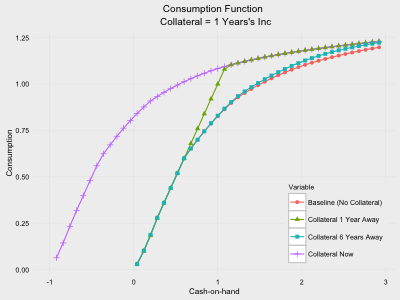 Consumption Function
Collateral = 1 Years's Inc
1.25
1.00
0.75
0.50
0.25
0.00
Consumption
-1
0
1
2
3
Cash-on-hand
Variable
Baseline (No Collateral)
Collateral 1 Year Away
Collateral 6 Years Away
Collateral Now